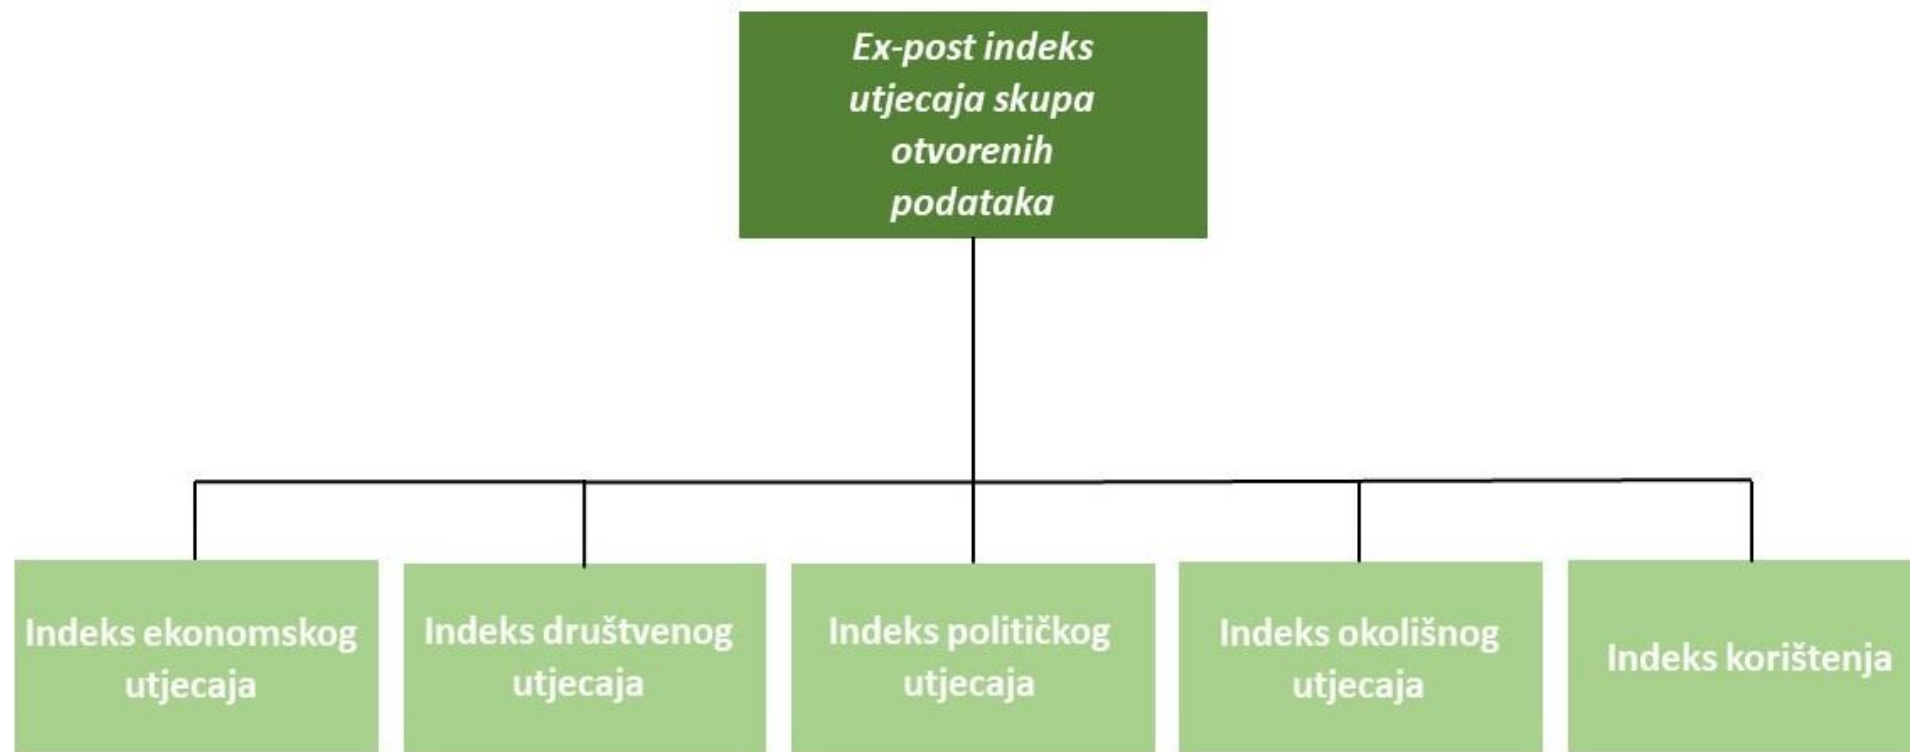 Ex-post indeks
utjecaja skupa
otvorenih
podataka
Indeks ekonomskog
utjecaja
Indeks društvenog
utjecaja
Indeks političkog
utjecaja
Indeks okolišnog
utjecaja
Indeks korištenja